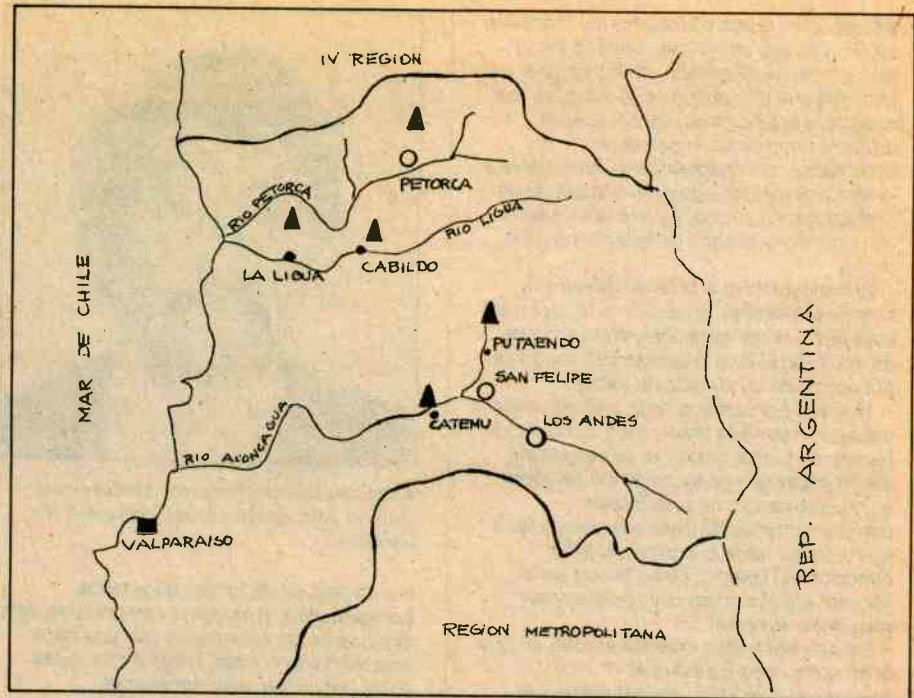 IV REGION
PETORCA
RIO PETORCA
RIO LIGUA
LA LIGUA
CABILDO
MAR DE CHILE
PUTAENDO
SAN FELIPE
CATEMU
LOS ANDES
RIO ACONCAGUA
VALPARAISO
REP. ARGENTINA
REGION METROPOLITANA